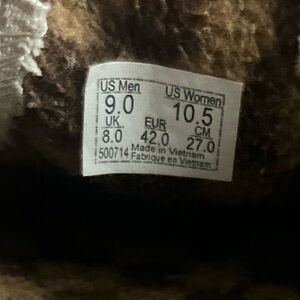 US Men US Women
9.0 10.5
UK EUR CM
8.0 42.0 27.0
500714 Made in Vietnam
Fabrique en Vietnam